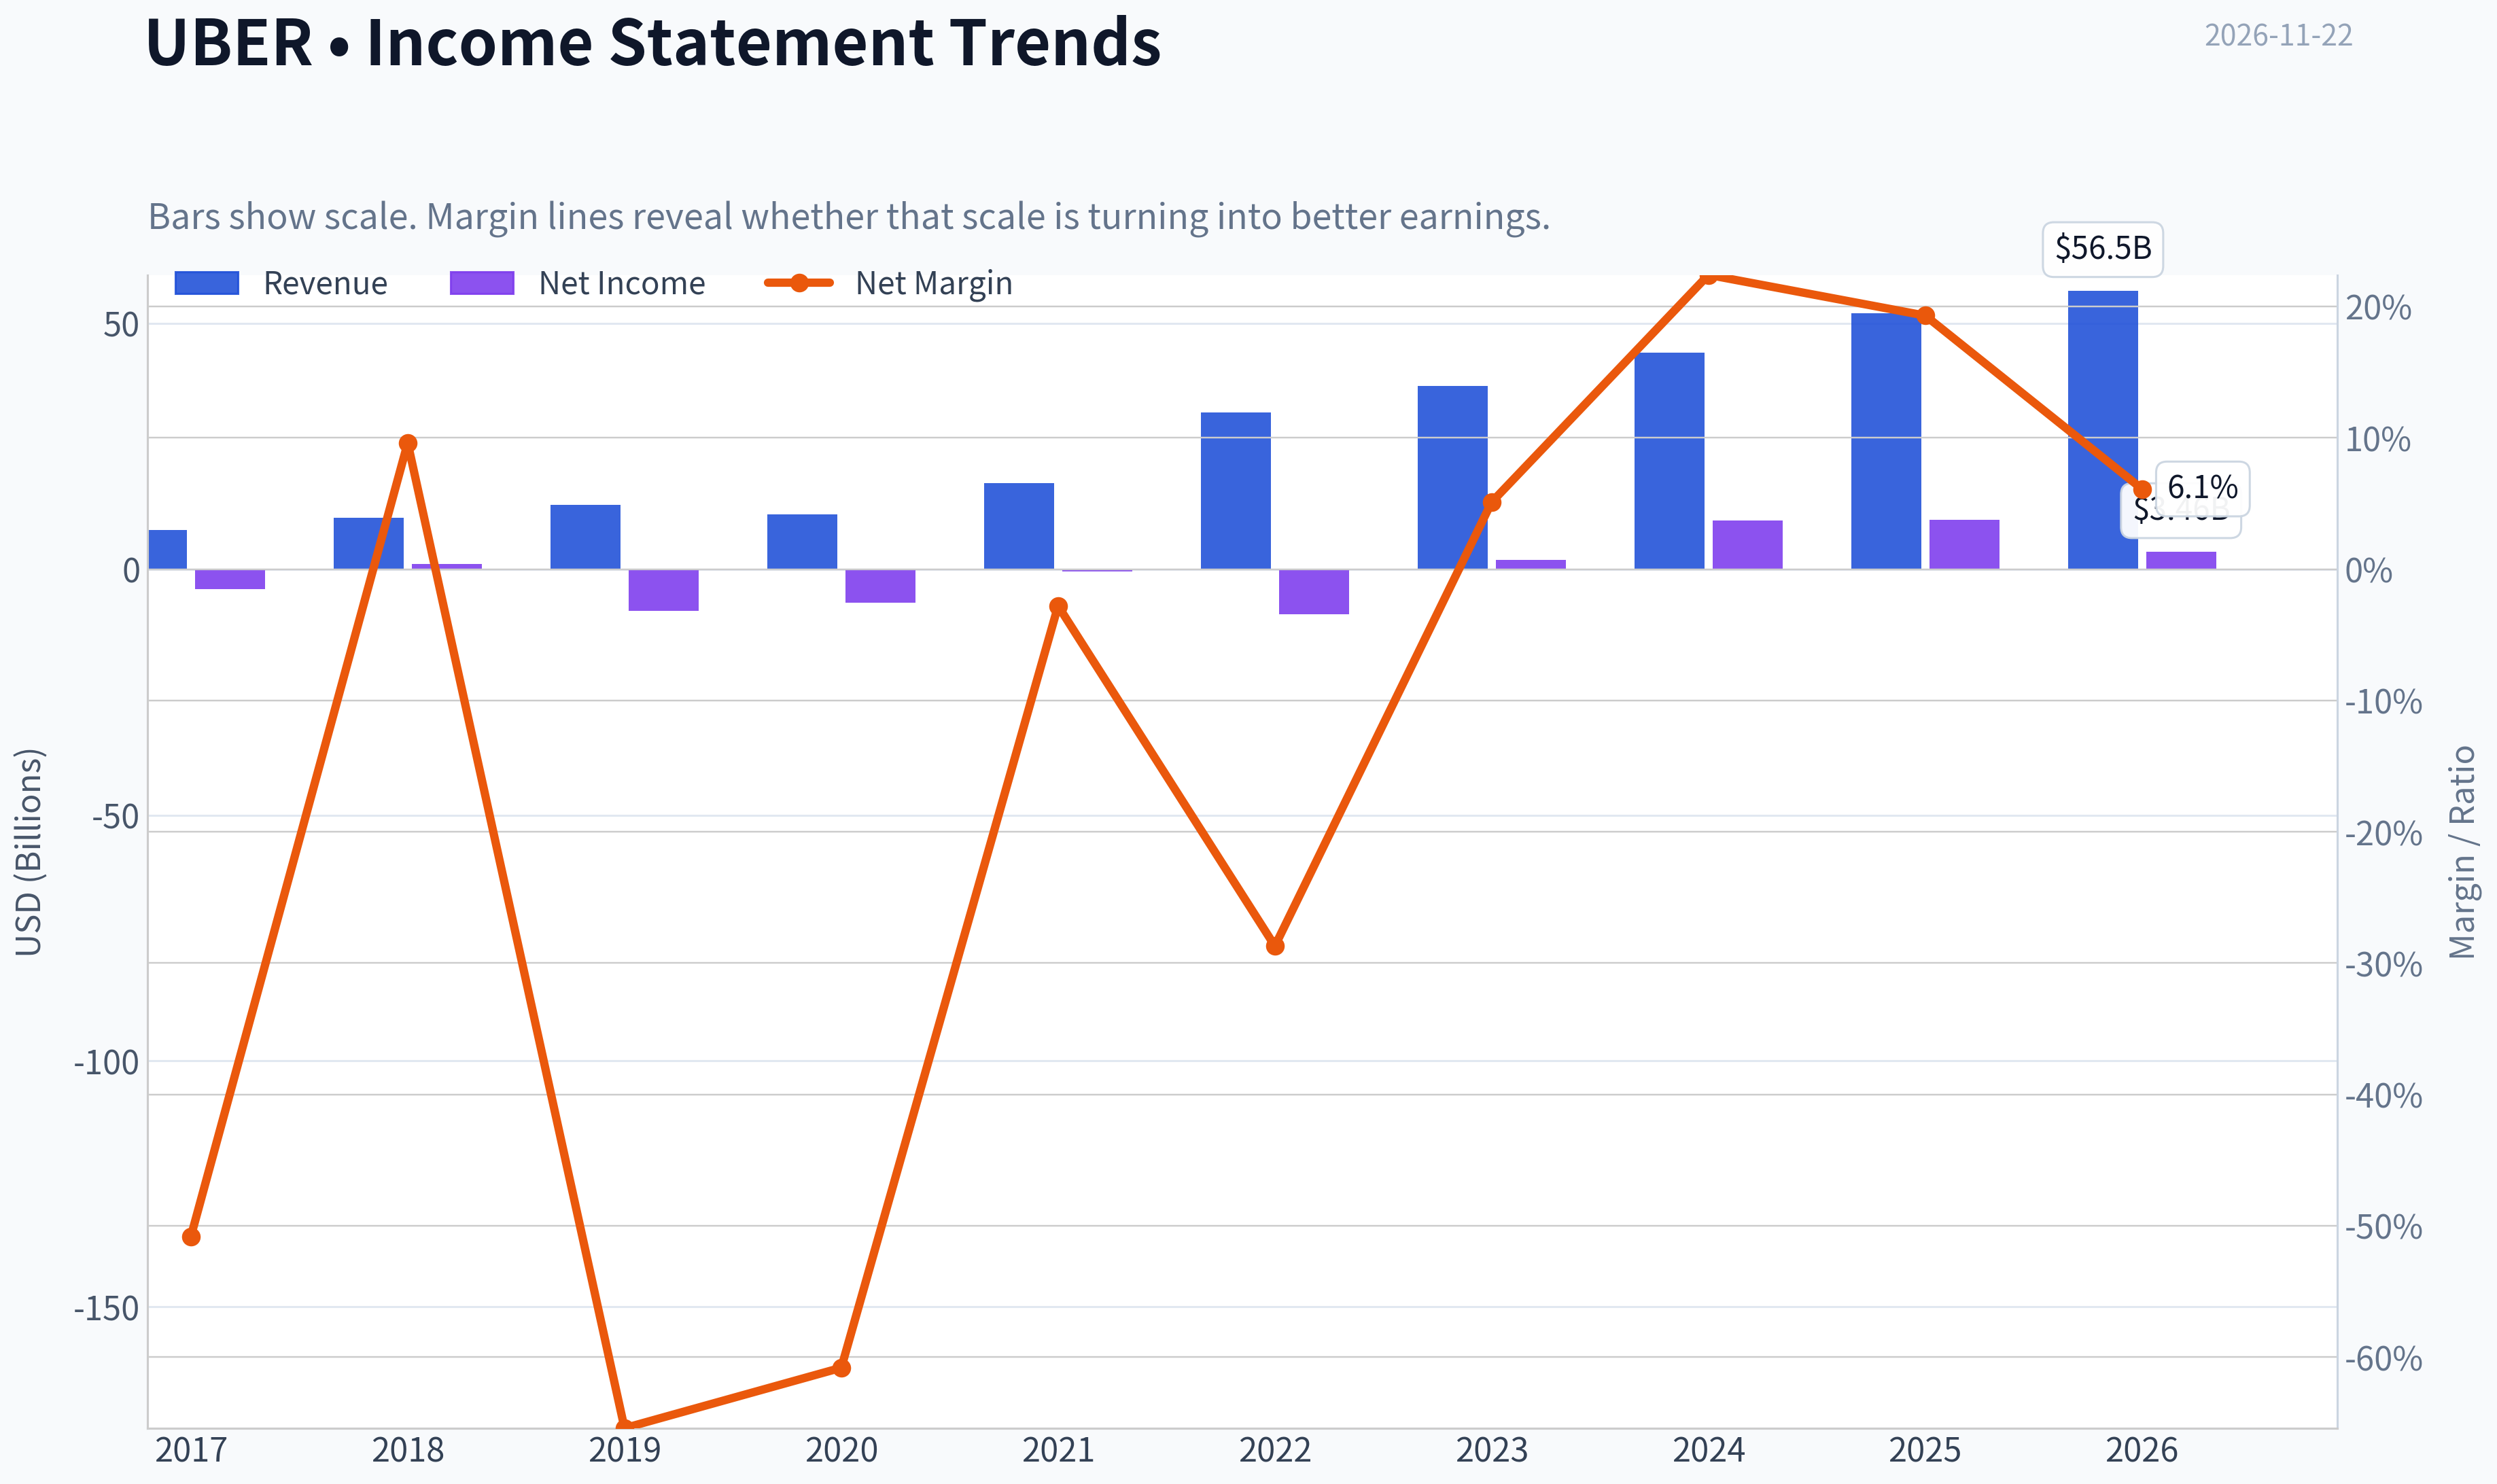 UBER • Income Statement Trends
2026-11-22
Bars show scale. Margin lines reveal whether that scale is turning into better earnings.
$56.5B
Revenue
Net Income
Net Margin
50
0
-50
-100
-150
USD (Billions)
20%
10%
0%
-10%
-20%
-30%
-40%
-50%
-60%
Margin / Ratio
6.1%
$3.46B
2017
2018
2019
2020
2021
2022
2023
2024
2025
2026